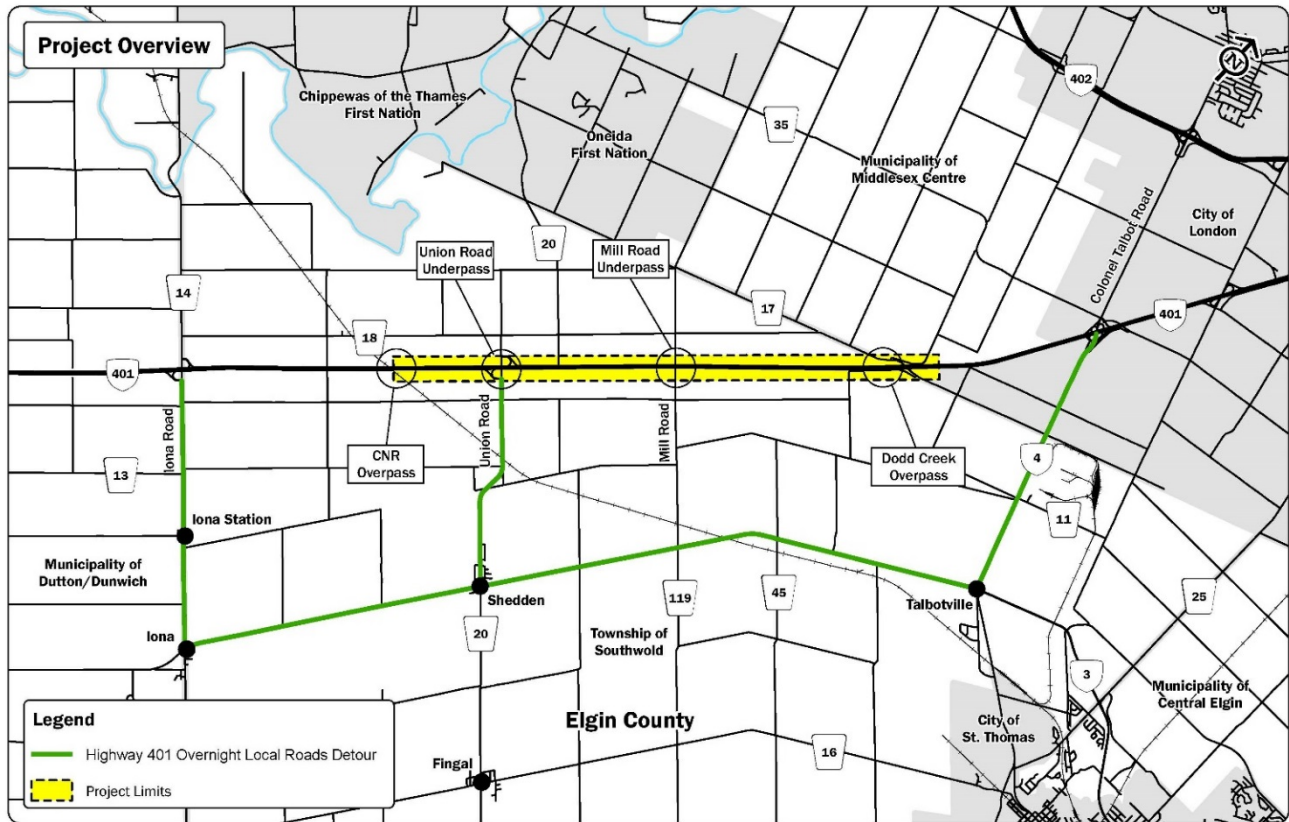 Project Overview
N
402
Chippewas of the Thames
First Nation
Oneida
First Nation
35
Municipality of
Middlesex Centre
Colonel Talbot Road
City of
London
20
Union Road
Underpass
Mill Road
Underpass
14
17
18
401
401
Iona Road
Union Road
Mill Road
CNR
Overpass
Dodd Creek
Overpass
13
4
11
Iona Station
Municipality of
Dutton/Dunwich
Shedden
119
45
Talbotville
25
Iona
20
Township of
Southwold
3
Municipality of
Central Elgin
Legend
Highway 401 Overnight Local Roads Detour
Project Limits
Elgin County
City of
St. Thomas
16
Fingal